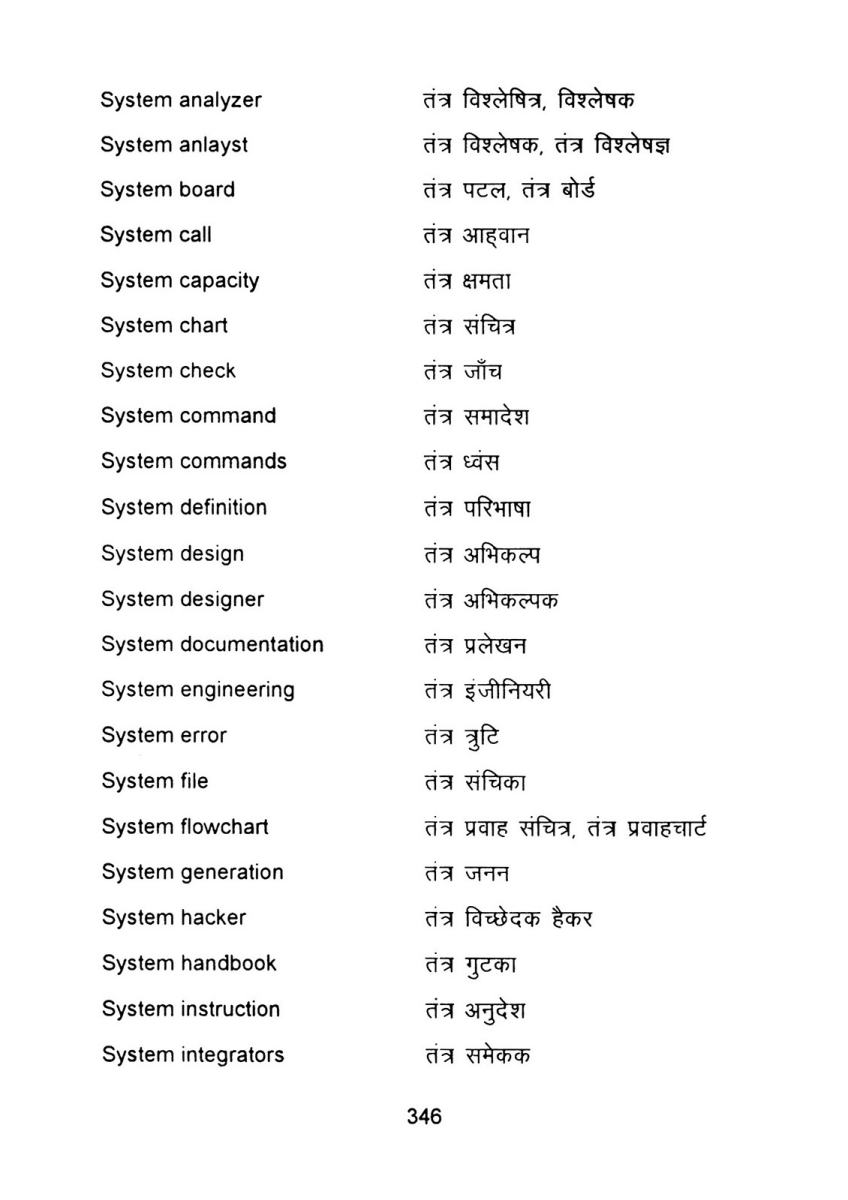 System analyzer तंत्र विश्लेषित्र, विश्लेषक
System anlayst तंत्र विश्लेषक, तंत्र विश्लेषज्ञ
System board तंत्र पटल, तंत्र बोर्ड
System call तंत्र आह्वान
System capacity तंत्र क्षमता
System chart तंत्र संचित्र
System check तंत्र जाँच
System command तंत्र समादेश
System commands तंत्र ध्वंस
System definition तंत्र परिभाषा
System design तंत्र अभिकल्प
System designer तंत्र अभिकल्पक
System documentation तंत्र प्रलेखन
System engineering तंत्र इंजीनियरी
System error तंत्र त्रुटि
System file तंत्र संचिका
System flowchart तंत्र प्रवाह संचित्र, तंत्र प्रवाहचार्ट
System generation तंत्र जनन
System hacker तंत्र विच्छेदक हैकर
System handbook तंत्र गुटका
System instruction तंत्र अनुदेश
System integrators तंत्र समेकक
346